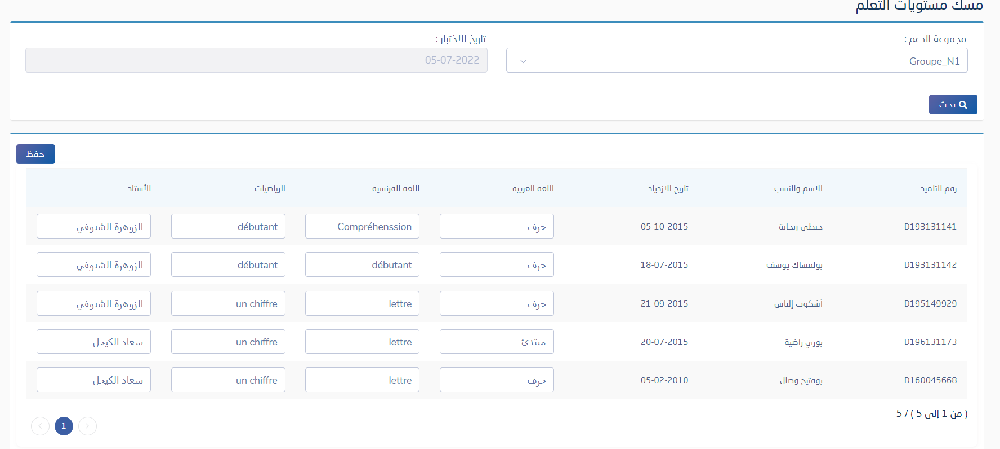 مسك مستويات التعلم
مجموعة الدعم :
تاريخ الاختبار :
Groupe_N1
05-07-2022
بحث
حفظ
رقم التلميذ الاسم والنسب تاريخ الازدياد اللغة العربية اللغة الفرنسية الرياضيات الأستاذ
D193131141 حيطي ريحانة 05-10-2015 حرف Compréhenssion débutant الزوهرة الشنوفي
D193131142 بولمساك يوسف 18-07-2015 حرف débutant débutant الزوهرة الشنوفي
D195149929 أشكوت إلياس 21-09-2015 حرف lettre un chiffre الزوهرة الشنوفي
D196131173 بوري راضية 20-07-2015 مبتدئ lettre un chiffre سعاد الكيحل
D160045668 بوفتيح وصال 05-02-2010 حرف lettre un chiffre سعاد الكيحل
( من 1 إلى 5 ) / 5
1